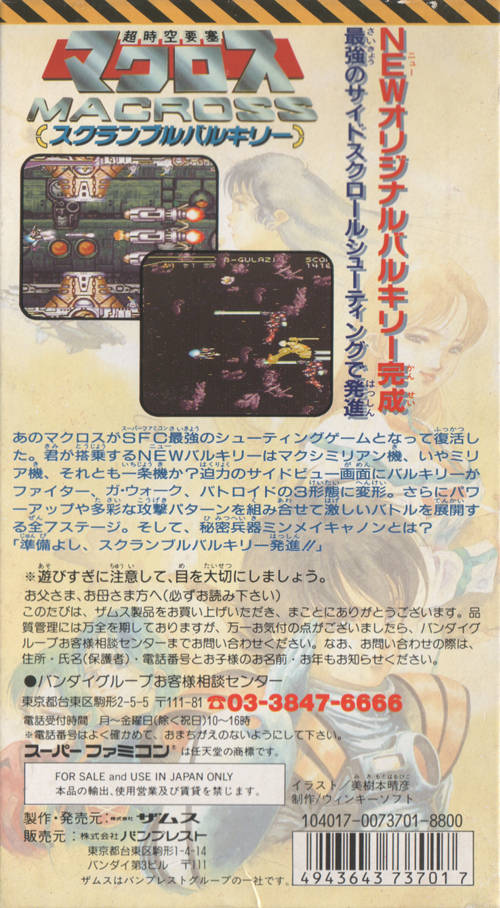 超時空要塞
マクロス
MACROSS
スクランブルバルキリー
NEWオリジナルバルキリー完成
最強のサイドスクロールシューティングで発進
A-GULAZI
SCO
1416
あのマクロスがSFC最強のシューティングゲームとなって復活し
た。君が搭乗するNEWバルキリーはマクシミリアン機、いやミリ
ア機、それとも一条機か?迫力のサイドビュー画面にバルキリーが
ファイター、ガ・ウォーク、バトロイドの3形態に変形。さらにパワ
ーアップや多彩な攻撃パターンを組み合せて激しいバトルを展開す
る全7ステージ。そして、秘密兵器ミンメイキャノンとは?
「準備よし、スクランブルバルキリー発進!!」
※遊びすぎに注意して、目を大切にしましょう。
お父さま、お母さま方へ(必ずお読み下さい)
このたびは、ザムス製品をお買い上げいただき、まことにありがとうございます。品
質管理には万全を期しておりますが、万一お気付の点がございましたら、バンダイグ
ループお客様相談センターまでお問い合わせください。なお、お問い合わせの際は、
住所・氏名(保護者)・電話番号とお子様のお名前・お年もお知らせください。
●バンダイグループお客様相談センター
東京都台東区駒形2-5-5 〒111-81 ☎03-3847-6666
電話受付時間 月〜金曜日(除く祝日)10〜16時
※電話番号はよく確かめて、おまちがえのないようにして下さい。
スーパーファミコン®は任天堂の商標です。
FOR SALE and USE IN JAPAN ONLY
本品の輸出、使用営業及び賃貸を禁じます。
イラスト/美樹本晴彦
制作/ウィンキーソフト
製作・発売元:株式会社 ザムス
販売元:株式会社バンプレスト
東京都台東区駒形1-4-14
バンダイ第3ビル 〒111
ザムスはバンプレストグループの一社です。
104017-0073701-8800
4943643737017